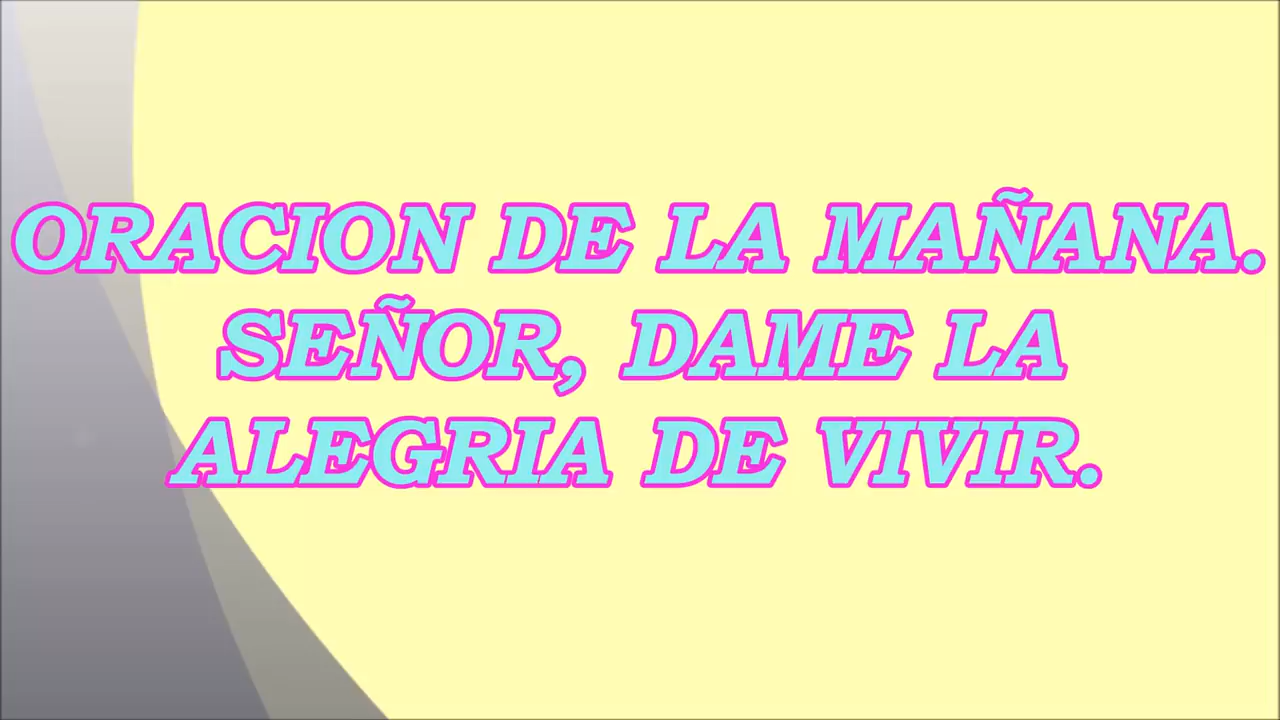 ORACION DE LA MAÑANA.
SEÑOR, DAME LA
ALEGRIA DE VIVIR.